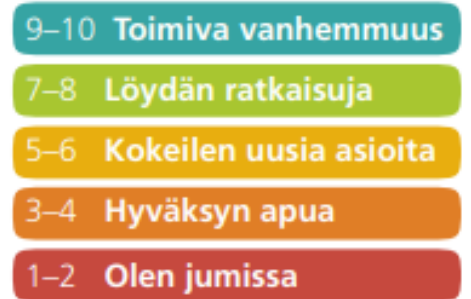 9–10 Toimiva vanhemmuus
7–8 Löydän ratkaisuja
5–6 Kokeilen uusia asioita
3–4 Hyväksyn apua
1–2 Olen jumissa